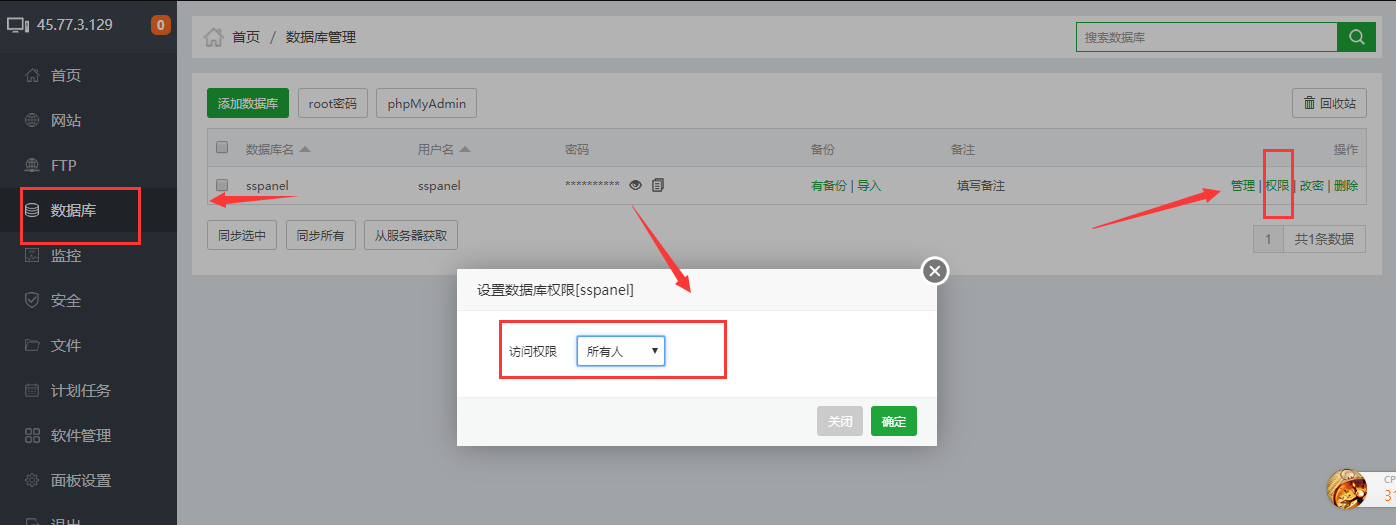 45.77.3.129 0
首页
网站
FTP
数据库
监控
安全
文件
计划任务
软件管理
面板设置
退出
首页 / 数据库管理
搜索数据库
添加数据库 root密码 phpMyAdmin 回收站
数据库名 用户名 密码 备份 备注 操作
sspanel sspanel ********** 有备份 | 导入 填写备注 管理 | 权限 | 改密 | 删除
同步选中 同步所有 从服务器获取 1 共1条数据
设置数据库权限[sspanel]
访问权限 所有人
关闭 确定